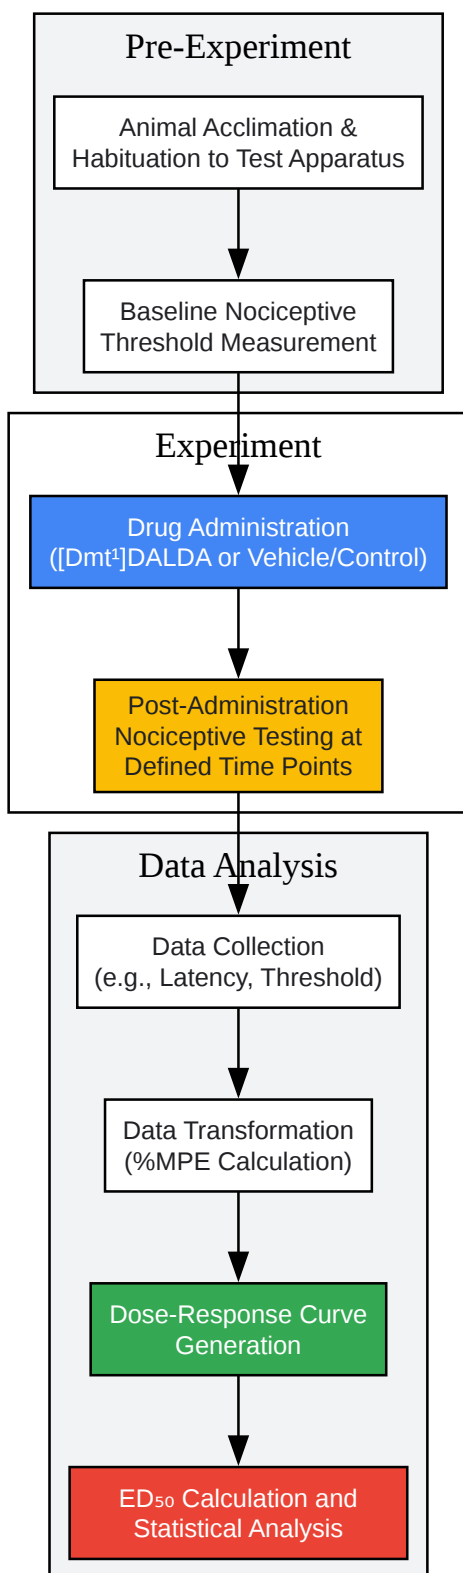 Pre-Experiment
Animal Acclimation &
Habituation to Test Apparatus
Baseline Nociceptive
Threshold Measurement
Experiment
Drug Administration
([Dmt¹]DALDA or Vehicle/Control)
Post-Administration
Nociceptive Testing at
Defined Time Points
Data Analysis
Data Collection
(e.g., Latency, Threshold)
Data Transformation
(%MPE Calculation)
Dose-Response Curve
Generation
ED₅₀ Calculation and
Statistical Analysis